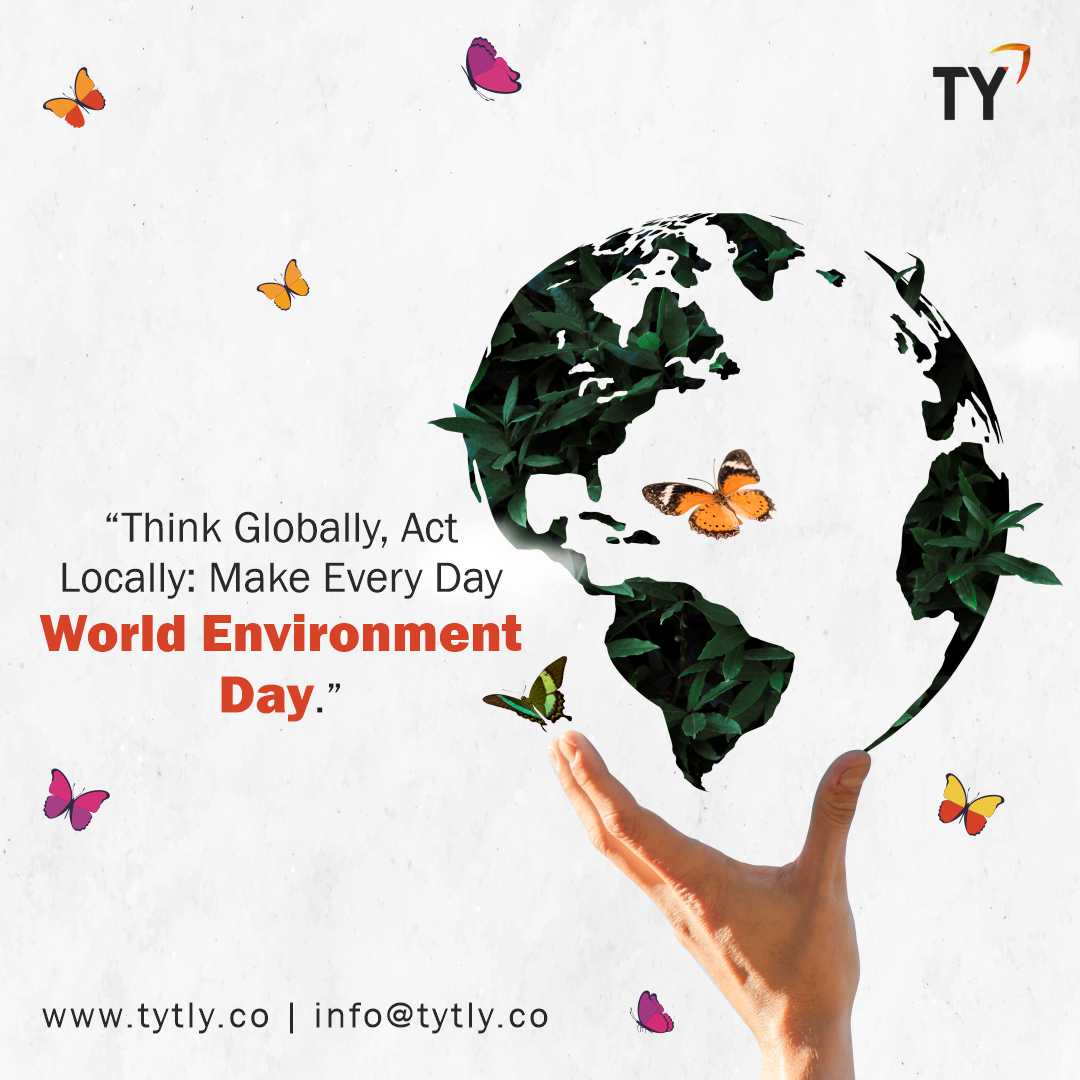 TY
“Think Globally, Act
Locally: Make Every Day
World Environment
Day.”
www.tytly.co | info@tytly.co